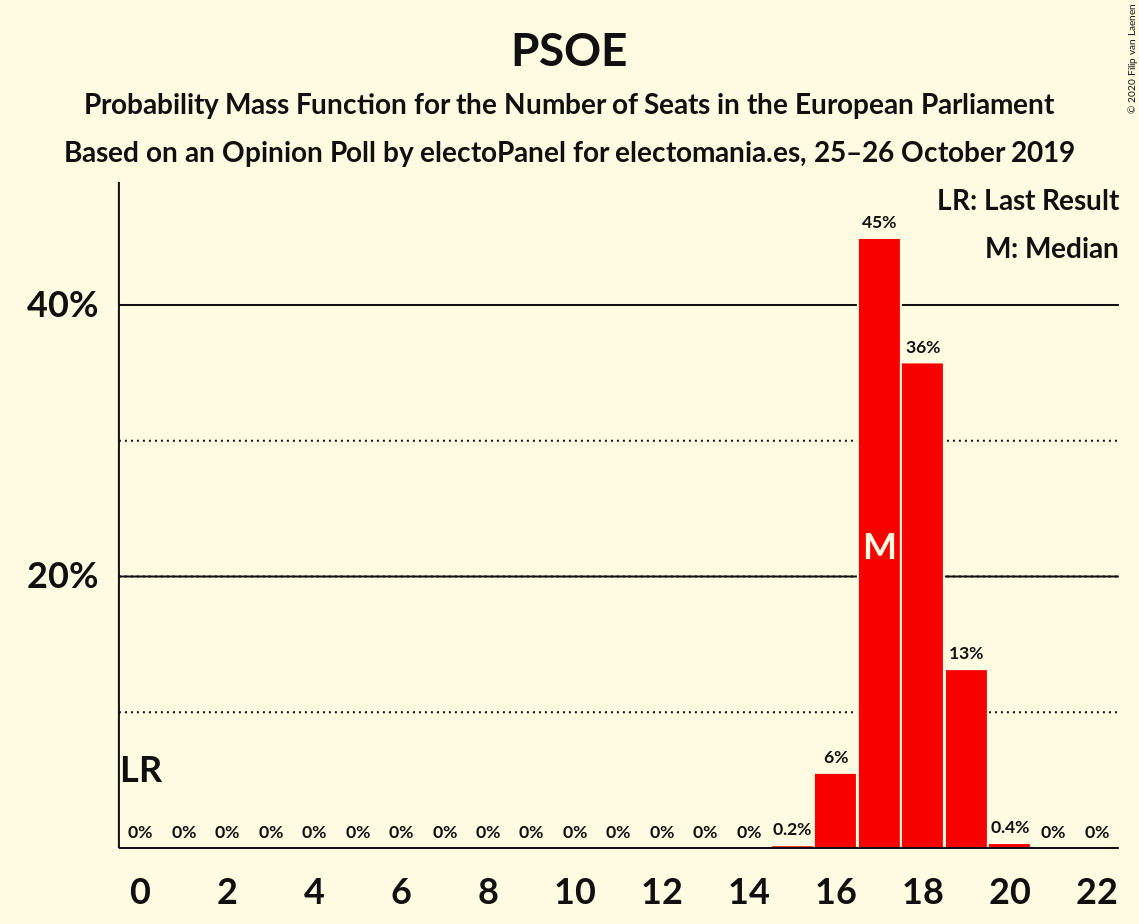 PSOE
Probability Mass Function for the Number of Seats in the European Parliament
Based on an Opinion Poll by electoPanel for electomania.es, 25–26 October 2019
© 2020 Filip van Laenen
LR: Last Result
M: Median
45%
40%
36%
M
20%
13%
6%
LR
0% 0% 0% 0% 0% 0% 0% 0% 0% 0% 0% 0% 0% 0% 0% 0.2% 0.4% 0% 0%
0 2 4 6 8 10 12 14 16 18 20 22